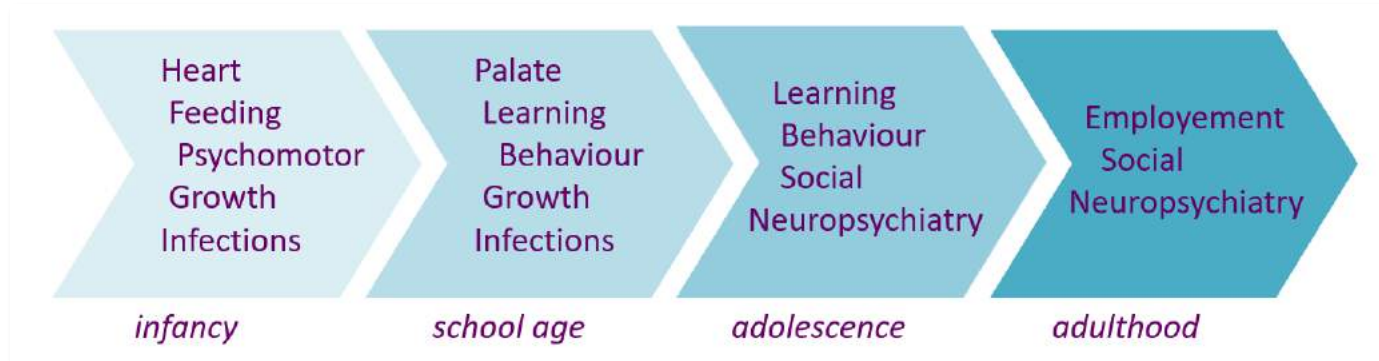 Heart
Feeding
Psychomotor
Growth
Infections
infancy
Palate
Learning
Behaviour
Growth
Infections
school age
Learning
Behaviour
Social
Neuropsychiatry
adolescence
Employement
Social
Neuropsychiatry
adulthood